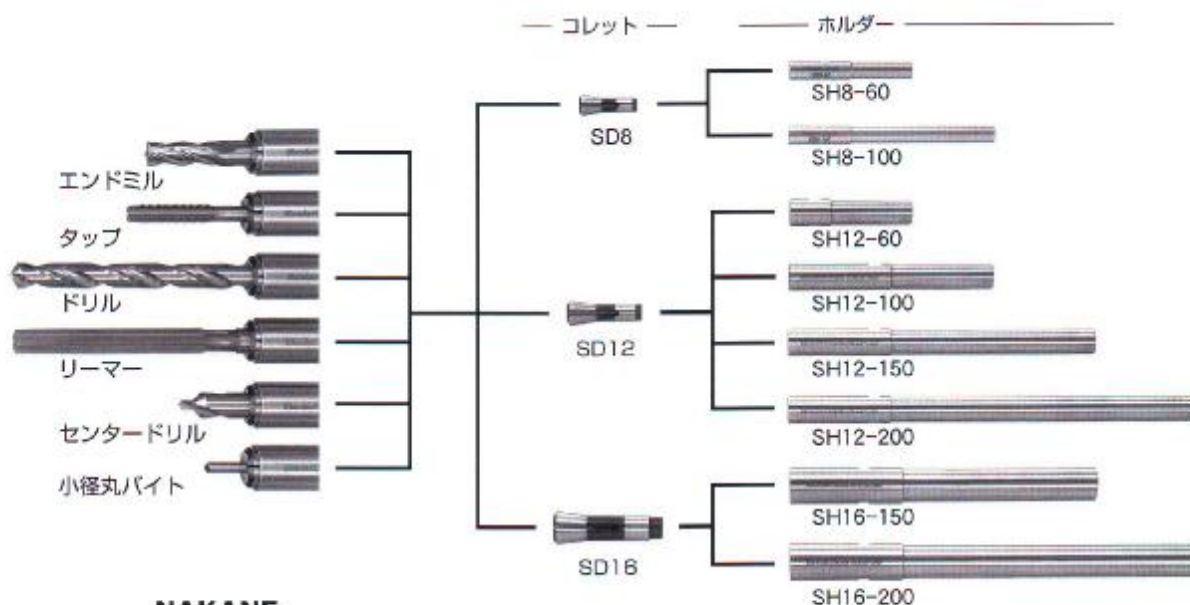 コレット
ホルダー
SH8-60
SD8
SH8-100
エンドミル
タップ
SH12-60
ドリル
SH12-100
リーマー
SD12
SH12-150
センタードリル
SH12-200
小径丸バイト
SH16-150
SD16
SH16-200
NAKANE